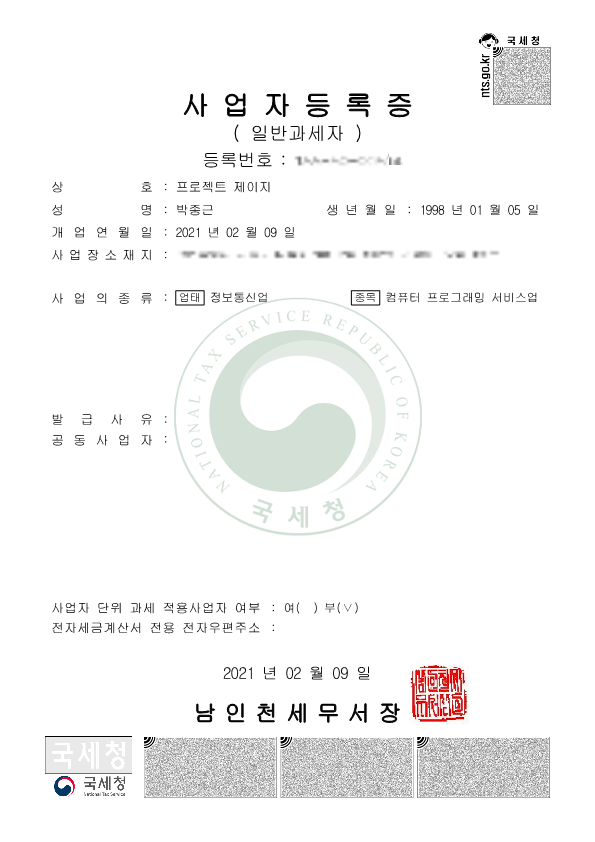 국세청
nts.go.kr
사업자등록증
( 일반과세자 )
등록번호 :
상 호 : 프로젝트 제이지
성 명 : 박종근 생 년 월 일 : 1998 년 01 월 05 일
개 업 연 월 일 : 2021 년 02 월 09 일
사업장소재지 :
사 업 의 종 류 : 업태 정보통신업 종목 컴퓨터 프로그래밍 서비스업
NATIONAL TAX SERVICE REPUBLIC OF KOREA
국세청
발 급 사 유 :
공 동 사 업 자 :
사업자 단위 과세 적용사업자 여부 : 여( ) 부(∨)
전자세금계산서 전용 전자우편주소 :
2021 년 02 월 09 일
남인천세무서장
국세청
국세청
National Tax Service